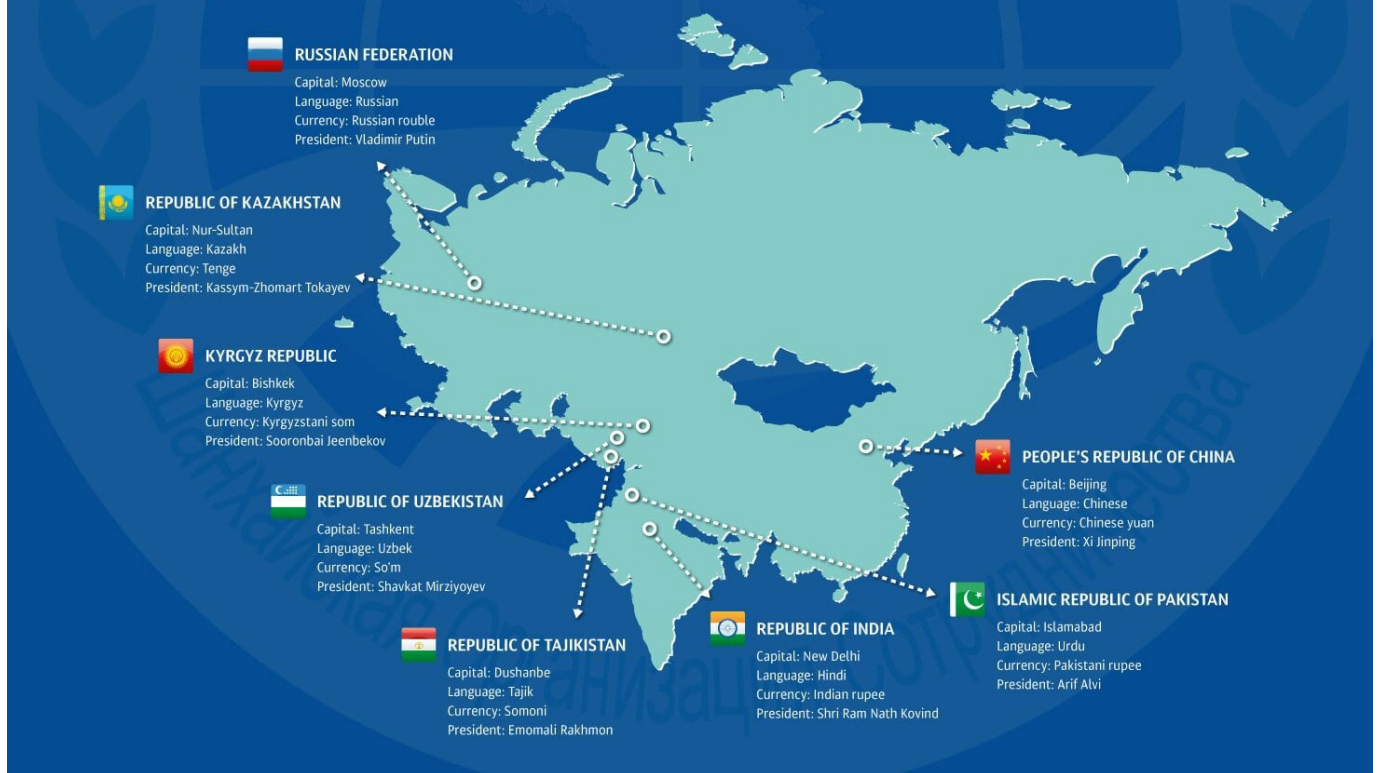 RUSSIAN FEDERATION
Capital: Moscow
Language: Russian
Currency: Russian rouble
President: Vladimir Putin
REPUBLIC OF KAZAKHSTAN
Capital: Nur-Sultan
Language: Kazakh
Currency: Tenge
President: Kassym-Zhomart Tokayev
KYRGYZ REPUBLIC
Capital: Bishkek
Language: Kyrgyz
Currency: Kyrgyzstani som
President: Sooronbai Jeenbekov
REPUBLIC OF UZBEKISTAN
Capital: Tashkent
Language: Uzbek
Currency: So'm
President: Shavkat Mirziyoyev
REPUBLIC OF TAJIKISTAN
Capital: Dushanbe
Language: Tajik
Currency: Somoni
President: Emomali Rakhmon
REPUBLIC OF INDIA
Capital: New Delhi
Language: Hindi
Currency: Indian rupee
President: Shri Ram Nath Kovind
PEOPLE'S REPUBLIC OF CHINA
Capital: Beijing
Language: Chinese
Currency: Chinese yuan
President: Xi Jinping
ISLAMIC REPUBLIC OF PAKISTAN
Capital: Islamabad
Language: Urdu
Currency: Pakistani rupee
President: Arif Alvi
Шанхайская Организация Сотрудничества